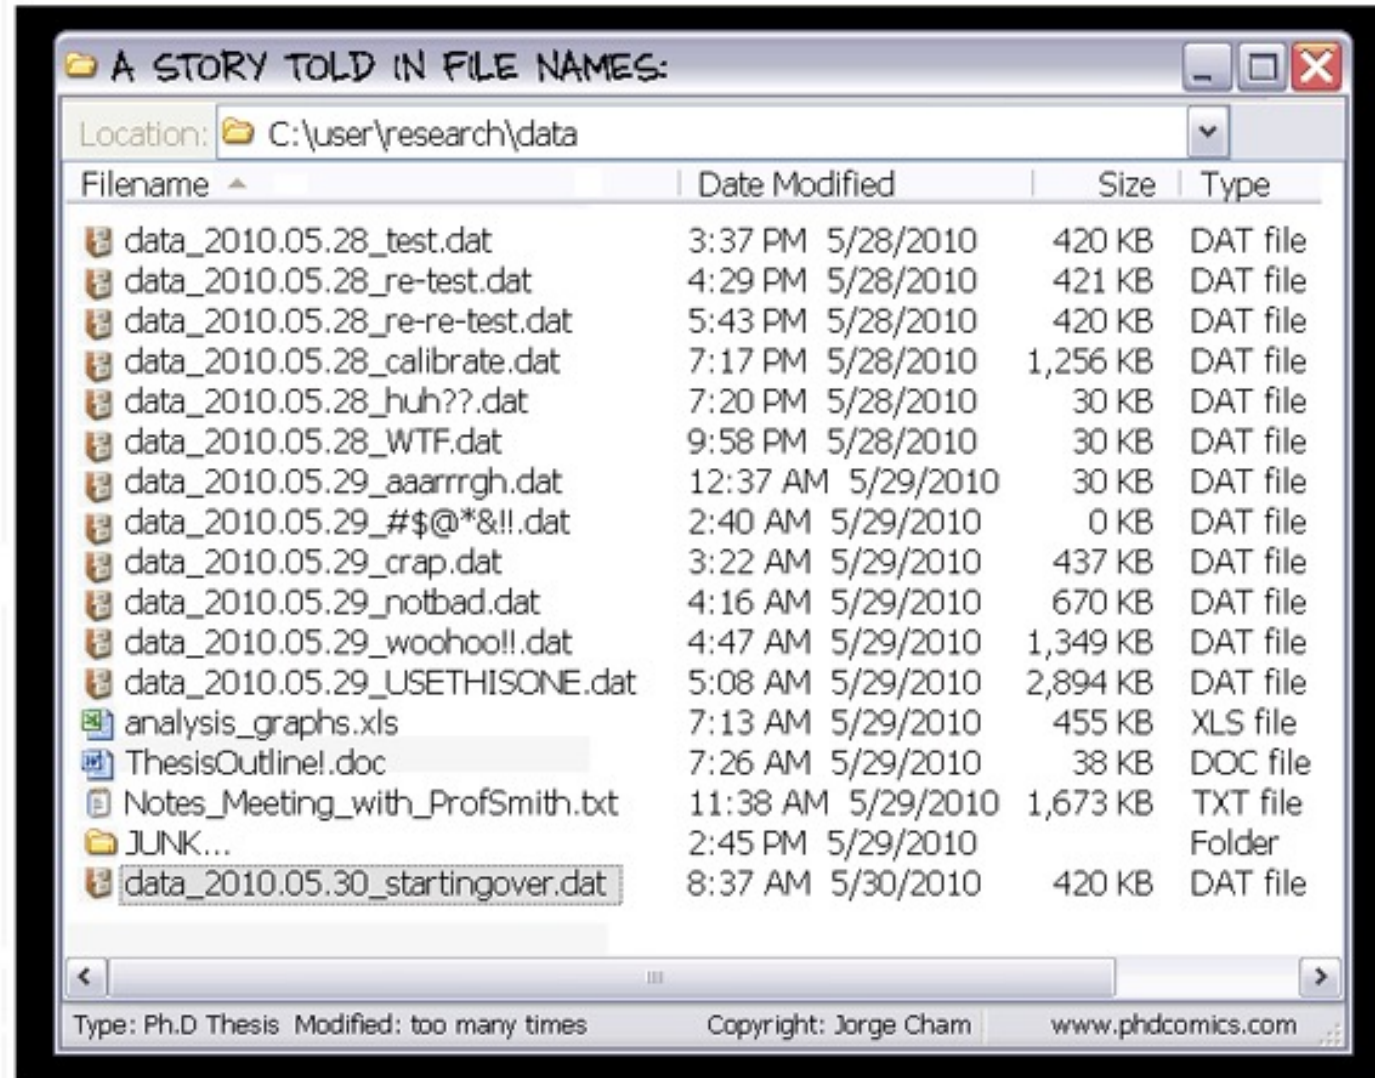 A STORY TOLD IN FILE NAMES:
Location: C:\user\research\data
Filename Date Modified Size Type
data_2010.05.28_test.dat 3:37 PM 5/28/2010 420 KB DAT file
data_2010.05.28_re-test.dat 4:29 PM 5/28/2010 421 KB DAT file
data_2010.05.28_re-re-test.dat 5:43 PM 5/28/2010 420 KB DAT file
data_2010.05.28_calibrate.dat 7:17 PM 5/28/2010 1,256 KB DAT file
data_2010.05.28_huh??.dat 7:20 PM 5/28/2010 30 KB DAT file
data_2010.05.28_WTF.dat 9:58 PM 5/28/2010 30 KB DAT file
data_2010.05.29_aaarrrgh.dat 12:37 AM 5/29/2010 30 KB DAT file
data_2010.05.29_#$@*&!!.dat 2:40 AM 5/29/2010 0 KB DAT file
data_2010.05.29_crap.dat 3:22 AM 5/29/2010 437 KB DAT file
data_2010.05.29_notbad.dat 4:16 AM 5/29/2010 670 KB DAT file
data_2010.05.29_woohoo!!.dat 4:47 AM 5/29/2010 1,349 KB DAT file
data_2010.05.29_USETHISONE.dat 5:08 AM 5/29/2010 2,894 KB DAT file
analysis_graphs.xls 7:13 AM 5/29/2010 455 KB XLS file
ThesisOutline!.doc 7:26 AM 5/29/2010 38 KB DOC file
Notes_Meeting_with_ProfSmith.txt 11:38 AM 5/29/2010 1,673 KB TXT file
JUNK... 2:45 PM 5/29/2010 Folder
data_2010.05.30_startingover.dat 8:37 AM 5/30/2010 420 KB DAT file
Type: Ph.D Thesis Modified: too many times Copyright: Jorge Cham www.phdcomics.com